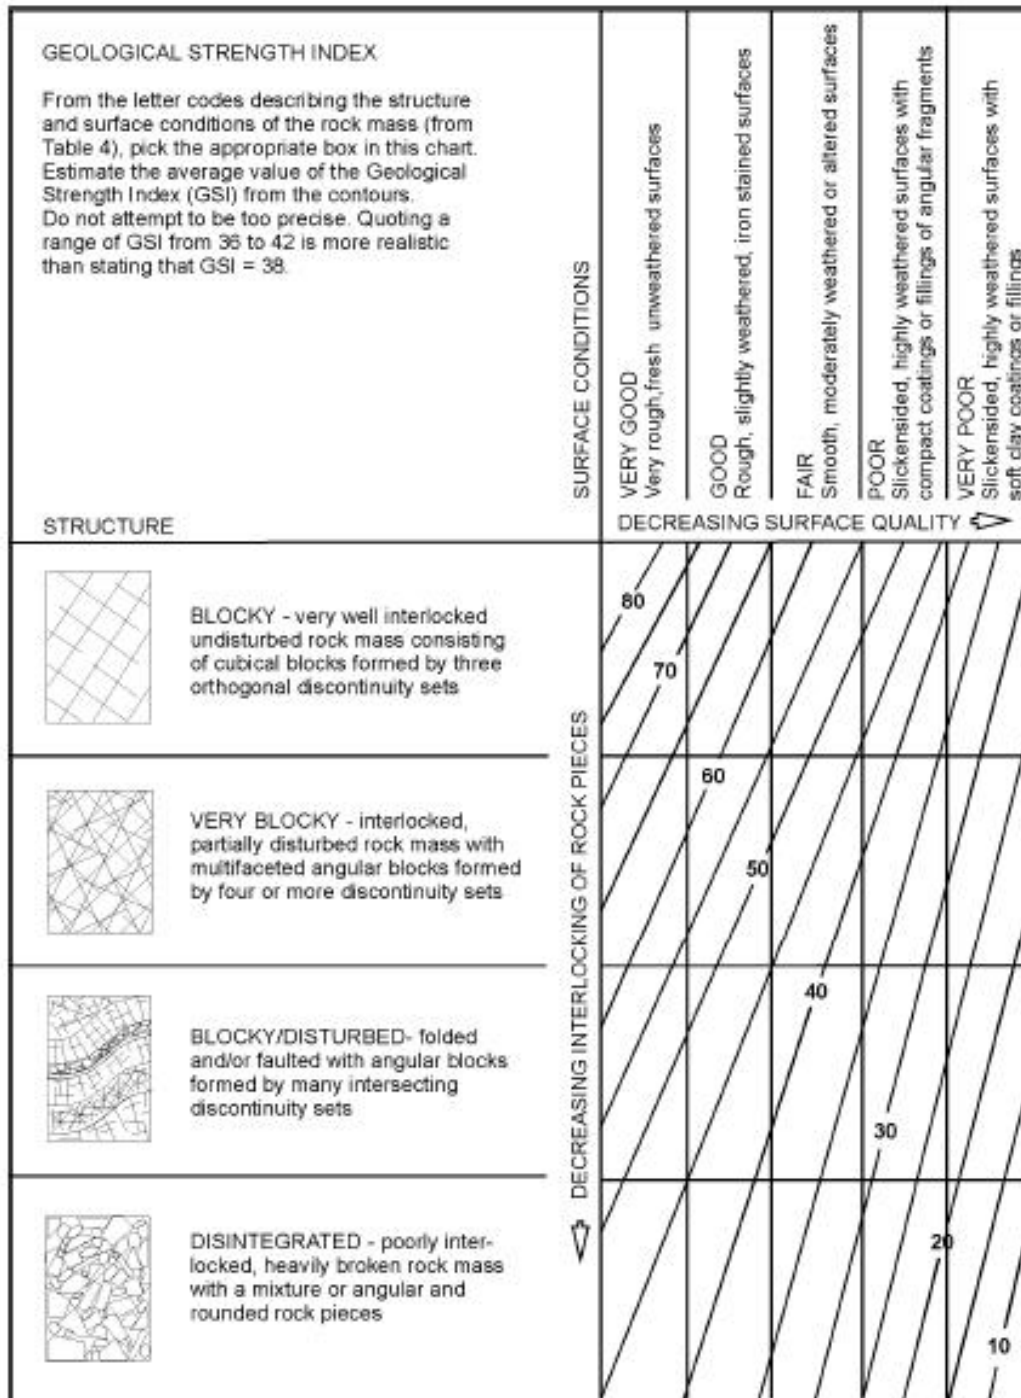 GEOLOGICAL STRENGTH INDEX
From the letter codes describing the structure
and surface conditions of the rock mass (from
Table 4), pick the appropriate box in this chart.
Estimate the average value of the Geological
Strength Index (GSI) from the contours.
Do not attempt to be too precise. Quoting a
range of GSI from 36 to 42 is more realistic
than stating that GSI = 38.
STRUCTURE
SURFACE CONDITIONS
VERY GOOD
Very rough,fresh unweathered surfaces
GOOD
Rough, slightly weathered, iron stained surfaces
FAIR
Smooth, moderately weathered or altered surfaces
POOR
Slickensided, highly weathered surfaces with
compact coatings or fillings of angular fragments
VERY POOR
Slickensided, highly weathered surfaces with
soft clay coatings or fillings
DECREASING SURFACE QUALITY
BLOCKY - very well interlocked
undisturbed rock mass consisting
of cubical blocks formed by three
orthogonal discontinuity sets
VERY BLOCKY - interlocked,
partially disturbed rock mass with
multifaceted angular blocks formed
by four or more discontinuity sets
BLOCKY/DISTURBED- folded
and/or faulted with angular blocks
formed by many intersecting
discontinuity sets
DISINTEGRATED - poorly inter-
locked, heavily broken rock mass
with a mixture or angular and
rounded rock pieces
DECREASING INTERLOCKING OF ROCK PIECES
80
70
60
50
40
30
20
10